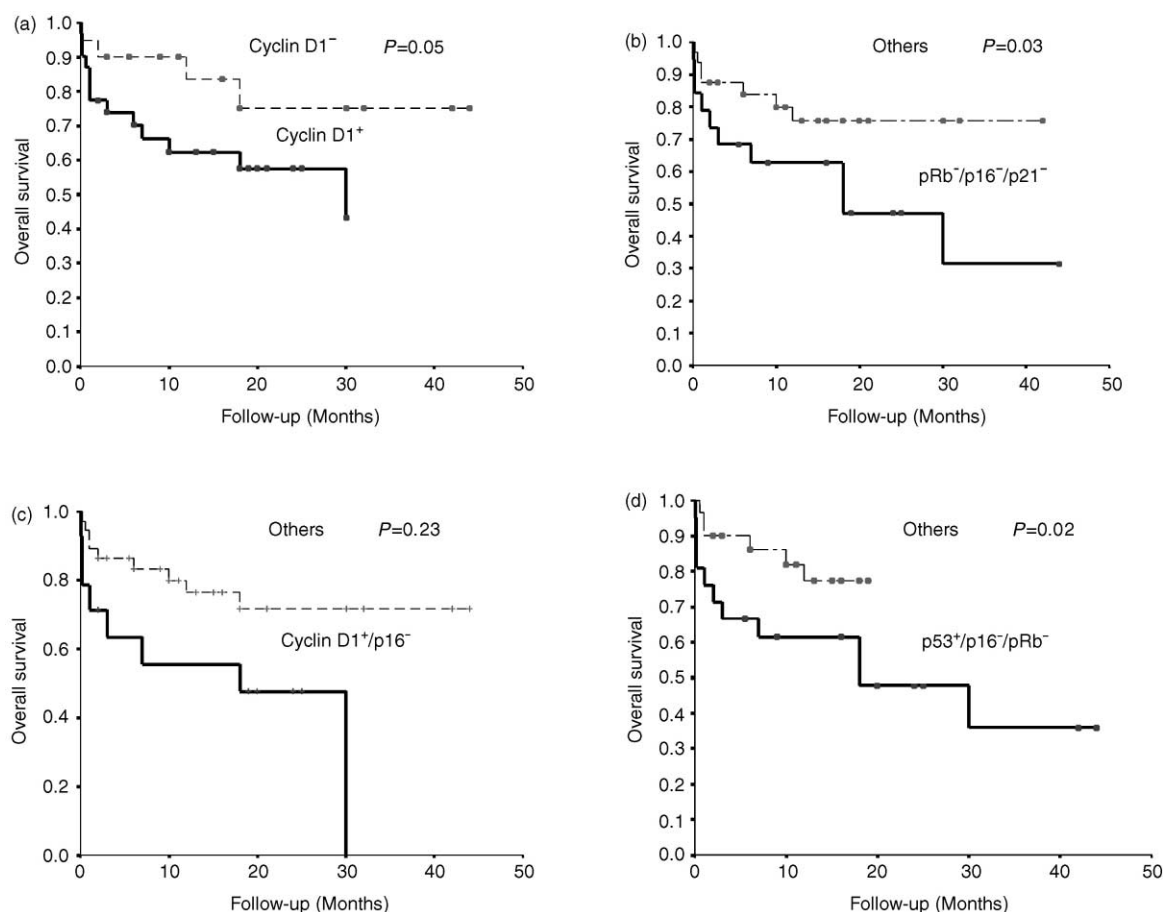 (a)
1.0
0.9
0.8
0.7
0.6
0.5
0.4
0.3
0.2
0.1
0.0
Overall survival
Cyclin D1⁻ P=0.05
Cyclin D1⁺
0 10 20 30 40 50
Follow-up (Months)
(b)
1.0
0.9
0.8
0.7
0.6
0.5
0.4
0.3
0.2
0.1
0.0
Overall survival
Others P=0.03
pRb⁻/p16⁻/p21⁻
0 10 20 30 40 50
Follow-up (Months)
(c)
1.0
0.8
0.6
0.4
0.2
0.0
Overall survival
Others P=0.23
Cyclin D1⁺/p16⁻
0 10 20 30 40 50
Follow-up (Months)
(d)
1.0
0.9
0.8
0.7
0.6
0.5
0.4
0.3
0.2
0.1
0.0
Overall survival
Others P=0.02
p53⁺/p16⁻/pRb⁻
0 10 20 30 40 50
Follow-up (Months)